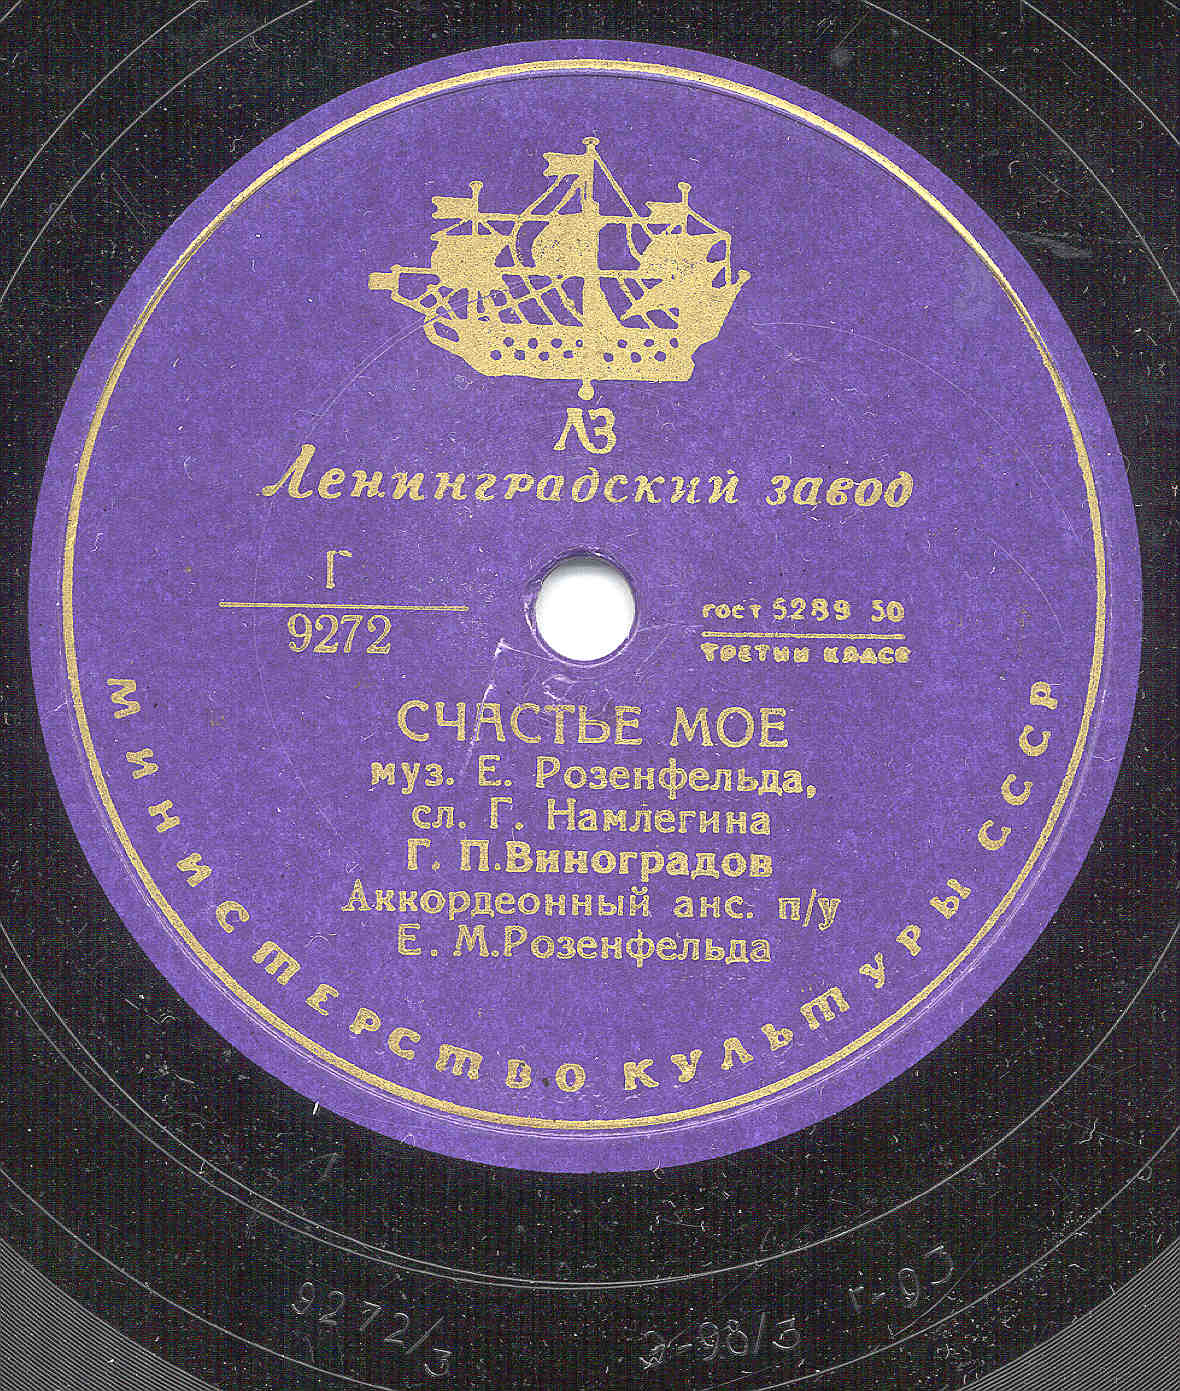 ЛЗ
Ленинградский завод
Г
9272
ГОСТ 5289 50
ТРЕТИЙ КЛАСС
СЧАСТЬЕ МОЕ
муз. Е. Розенфельда,
сл. Г. Намлегина
Г. П.Виноградов
Аккордеонный анс. п/у
Е. М.Розенфельда
МИНИСТЕРСТВО КУЛЬТУРЫ СССР
9272/3